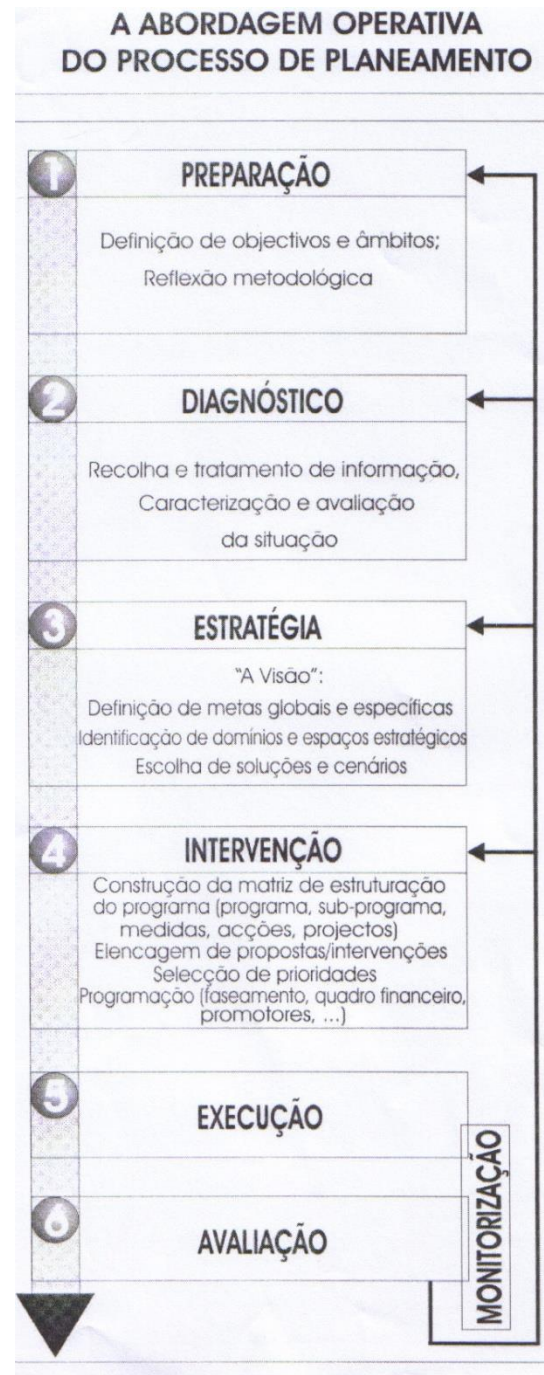 A ABORDAGEM OPERATIVA
DO PROCESSO DE PLANEAMENTO
1
PREPARAÇÃO
Definição de objectivos e âmbitos;
Reflexão metodológica
2
DIAGNÓSTICO
Recolha e tratamento de informação,
Caracterização e avaliação
da situação
3
ESTRATÉGIA
"A Visão":
Definição de metas globais e específicas
Identificação de domínios e espaços estratégicos
Escolha de soluções e cenários
4
INTERVENÇÃO
Construção da matriz de estruturação
do programa (programa, sub-programa,
medidas, acções, projectos)
Elencagem de propostas/intervenções
Selecção de prioridades
Programação (faseamento, quadro financeiro,
promotores, ...)
5
EXECUÇÃO
6
AVALIAÇÃO
MONITORIZAÇÃO